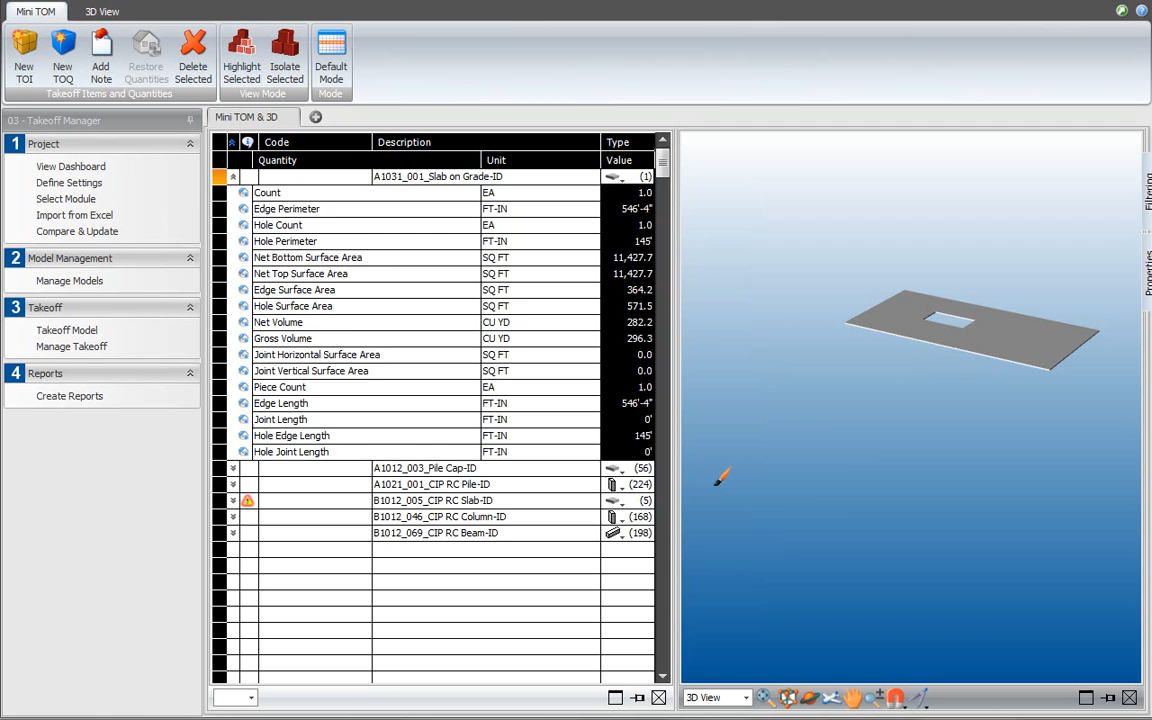 Mini TOM 3D View
New TOI New TOQ Add Note Restore Quantities Delete Selected Highlight Selected Isolate Selected Default Mode
Takeoff Items and Quantities View Mode Mode
03 - Takeoff Manager
1 Project
View Dashboard
Define Settings
Select Module
Import from Excel
Compare & Update
2 Model Management
Manage Models
3 Takeoff
Takeoff Model
Manage Takeoff
4 Reports
Create Reports
Mini TOM & 3D
Code Description Type
Quantity Unit Value
A1031_001_Slab on Grade-ID (1)
Count EA 1.0
Edge Perimeter FT-IN 546'-4"
Hole Count EA 1.0
Hole Perimeter FT-IN 145'
Net Bottom Surface Area SQ FT 11,427.7
Net Top Surface Area SQ FT 11,427.7
Edge Surface Area SQ FT 364.2
Hole Surface Area SQ FT 571.5
Net Volume CU YD 282.2
Gross Volume CU YD 296.3
Joint Horizontal Surface Area SQ FT 0.0
Joint Vertical Surface Area SQ FT 0.0
Piece Count EA 1.0
Edge Length FT-IN 546'-4"
Joint Length FT-IN 0'
Hole Edge Length FT-IN 145'
Hole Joint Length FT-IN 0'
A1012_003_Pile Cap-ID (56)
A1021_001_CIP RC Pile-ID (224)
B1012_005_CIP RC Slab-ID (5)
B1012_046_CIP RC Column-ID (168)
B1012_069_CIP RC Beam-ID (198)
3D View
Filtering
Properties